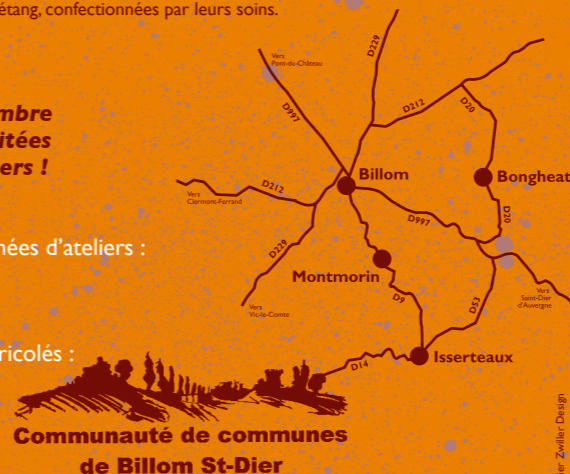 étang, confectionnées par leurs soins.
mbre
itées
ers !
nées d’ateliers :
ricolés :
Vers
Pont-du-Château
D229
D997
D212
D20
Billom
Bongheat
D212
Vers
Clermont-Ferrand
D997
D20
D229
Montmorin
D9
Vers
Vic-le-Comte
D53
Vers
Saint-Dier
d’Auvergne
Isserteaux
D14
Communauté de communes
de Billom St-Dier
er Zwiller Design